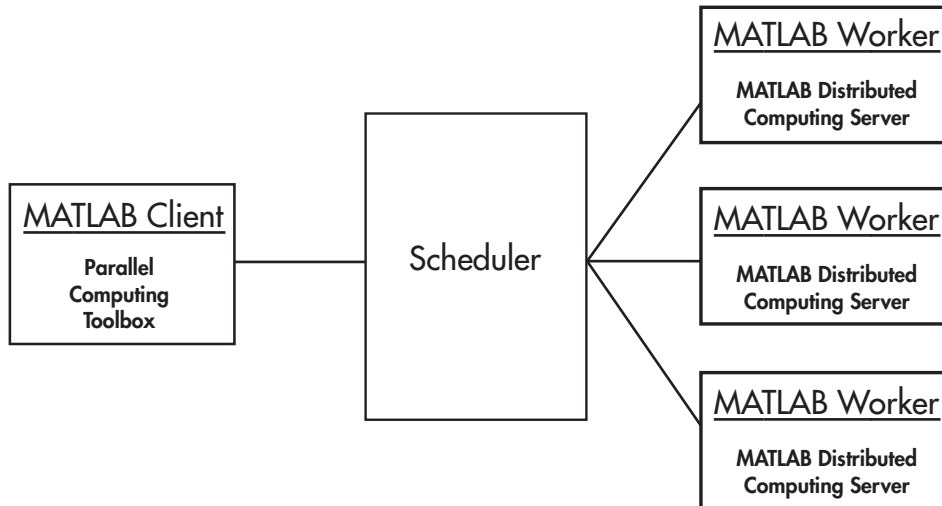 MATLAB Client
Parallel
Computing
Toolbox
Scheduler
MATLAB Worker
MATLAB Distributed
Computing Server
MATLAB Worker
MATLAB Distributed
Computing Server
MATLAB Worker
MATLAB Distributed
Computing Server